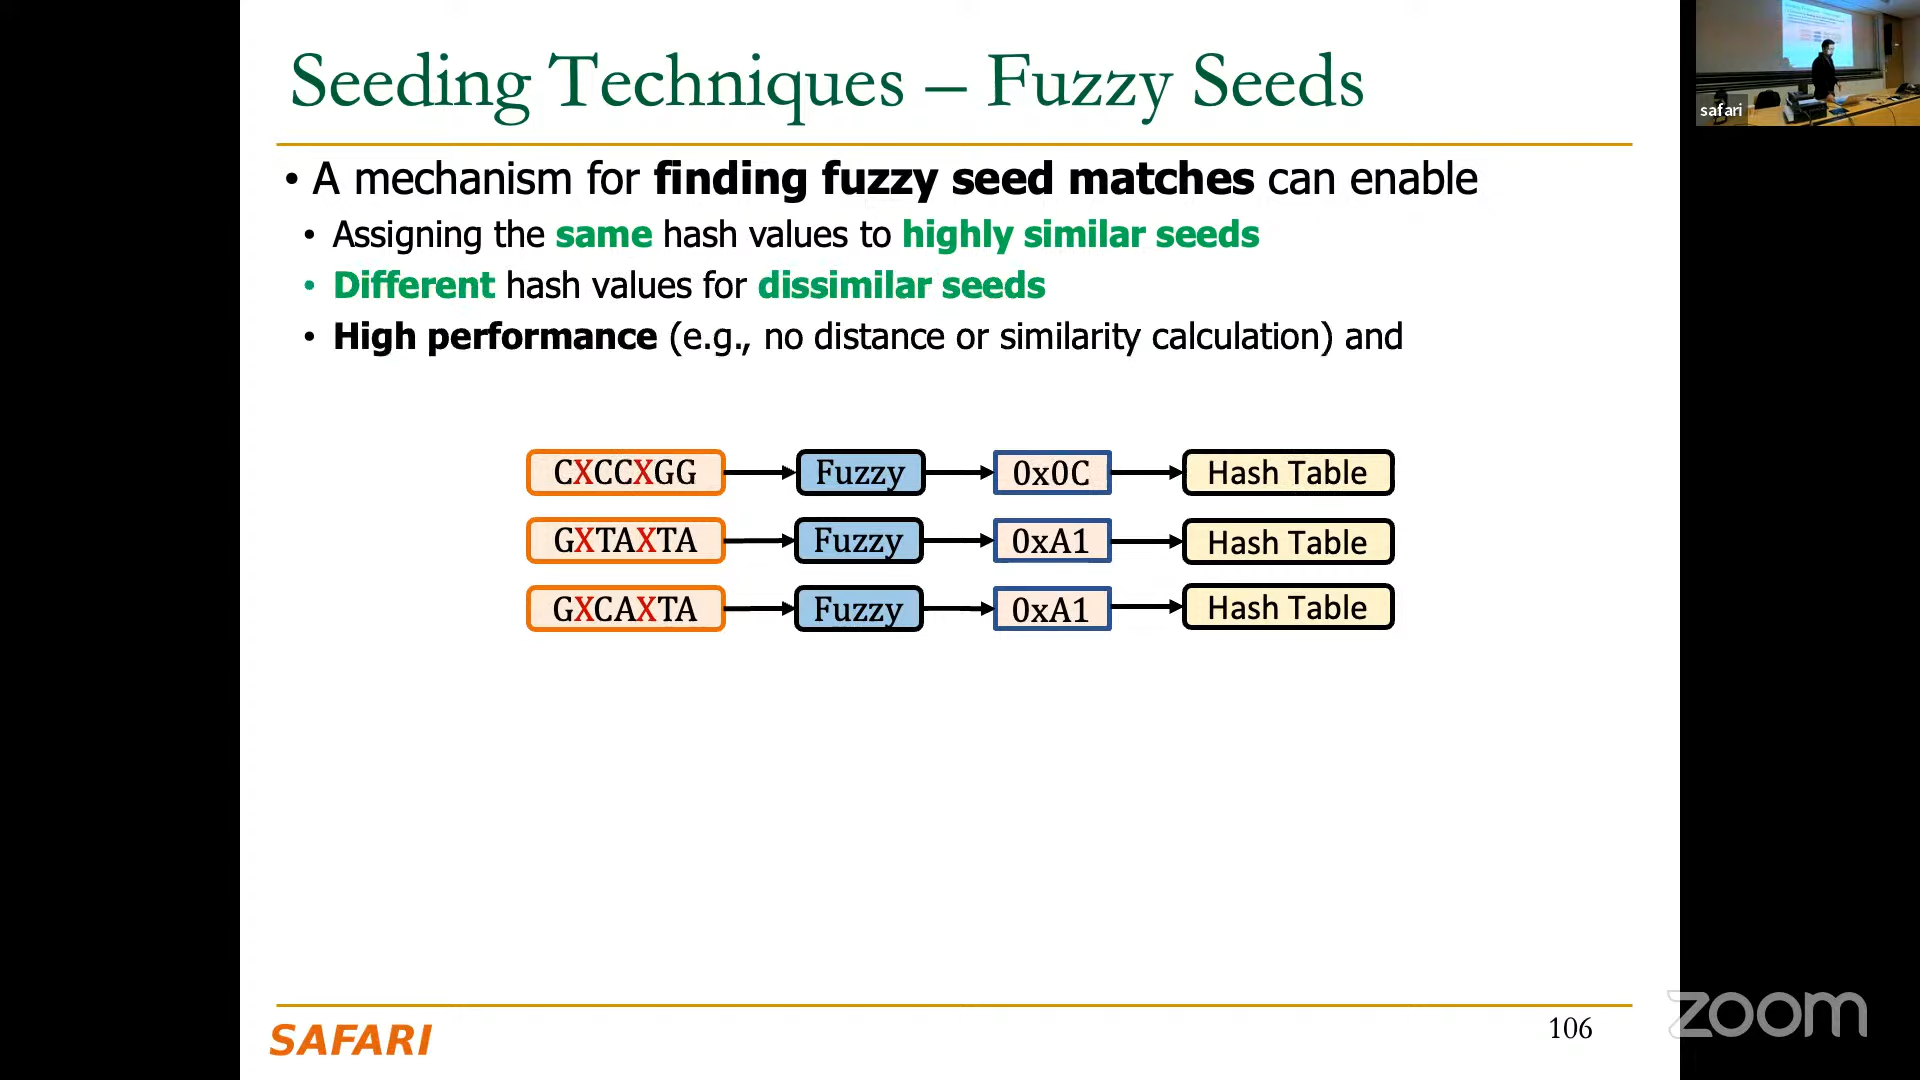 Seeding Techniques – Fuzzy Seeds
• A mechanism for finding fuzzy seed matches can enable
• Assigning the same hash values to highly similar seeds
• Different hash values for dissimilar seeds
• High performance (e.g., no distance or similarity calculation) and
CXCCXGG Fuzzy 0x0C Hash Table
GXTAXTA Fuzzy 0xA1 Hash Table
GXCAXTA Fuzzy 0xA1 Hash Table
SAFARI
106
safari
zoom